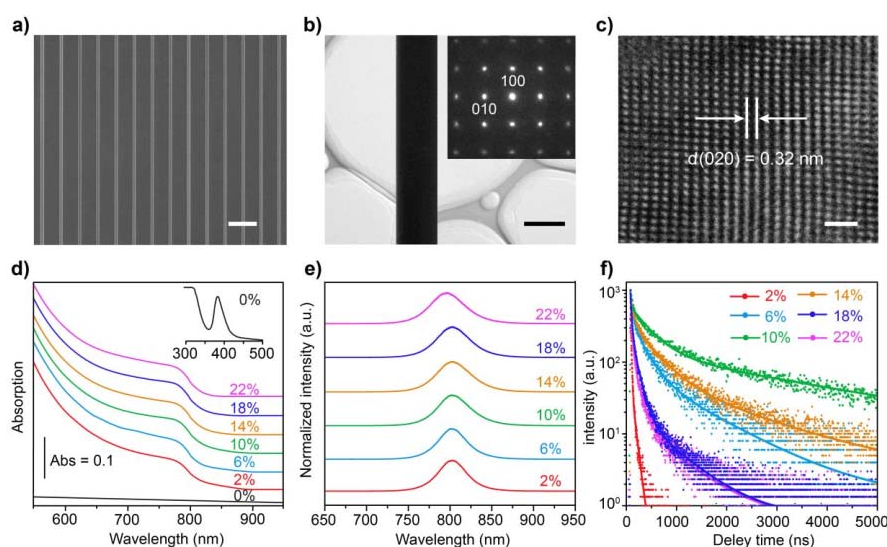 a)
b)
c)
100
010
d(020) = 0.32 nm
d)
e)
f)
0%
300 400 500
22%
18%
14%
10%
6%
2%
0%
Abs = 0.1
Absorption
600 700 800 900
Wavelength (nm)
22%
18%
14%
10%
6%
2%
Normalized intensity (a.u.)
650 700 750 800 850 900 950
Wavelength (nm)
2% 14%
6% 18%
10% 22%
10³
10²
10¹
10⁰
intensity (a.u.)
0 1000 2000 3000 4000 5000
Deley time (ns)